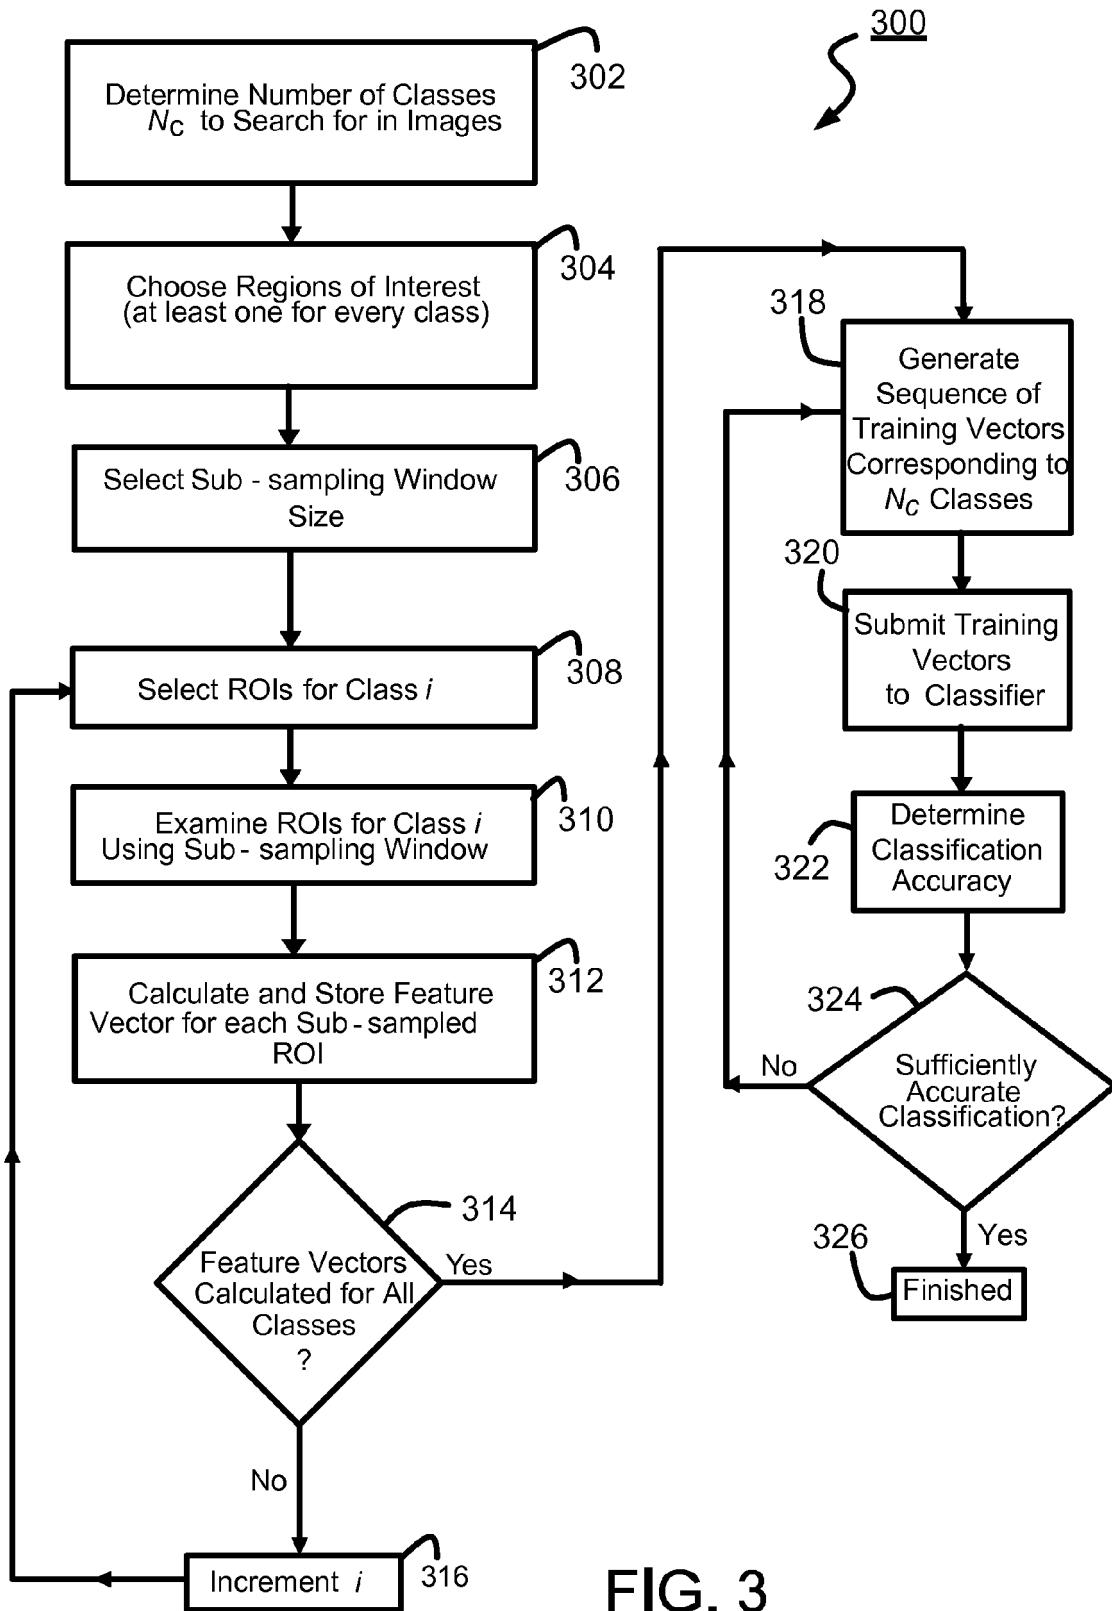 300
302
Determine Number of Classes
NC to Search for in Images
304
Choose Regions of Interest
(at least one for every class)
306
Select Sub - sampling Window
Size
308
Select ROIs for Class i
310
Examine ROIs for Class i
Using Sub - sampling Window
312
Calculate and Store Feature
Vector for each Sub - sampled
ROI
314
Feature Vectors
Calculated for All
Classes
?
Yes
No
316
Increment i
318
Generate
Sequence of
Training Vectors
Corresponding to
NC Classes
320
Submit Training
Vectors
to Classifier
322
Determine
Classification
Accuracy
324
Sufficiently
Accurate
Classification?
No
Yes
326
Finished
FIG. 3